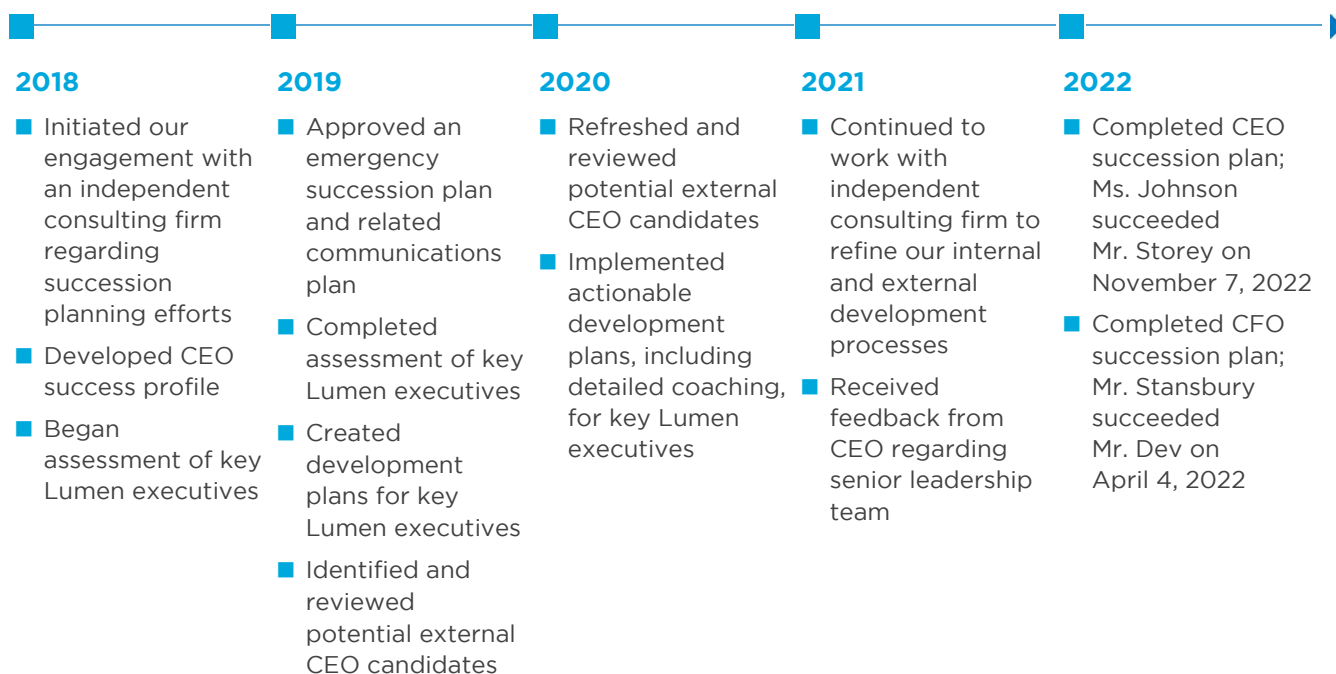 2018
Initiated our
engagement with
an independent
consulting firm
regarding
succession
planning efforts
Developed CEO
success profile
Began
assessment of key
Lumen executives
2019
Approved an
emergency
succession plan
and related
communications
plan
Completed
assessment of key
Lumen executives
Created
development
plans for key
Lumen executives
Identified and
reviewed
potential external
CEO candidates
2020
Refreshed and
reviewed
potential external
CEO candidates
Implemented
actionable
development
plans, including
detailed coaching,
for key Lumen
executives
2021
Continued to
work with
independent
consulting firm to
refine our internal
and external
development
processes
Received
feedback from
CEO regarding
senior leadership
team
2022
Completed CEO
succession plan;
Ms. Johnson
succeeded
Mr. Storey on
November 7, 2022
Completed CFO
succession plan;
Mr. Stansbury
succeeded
Mr. Dev on
April 4, 2022